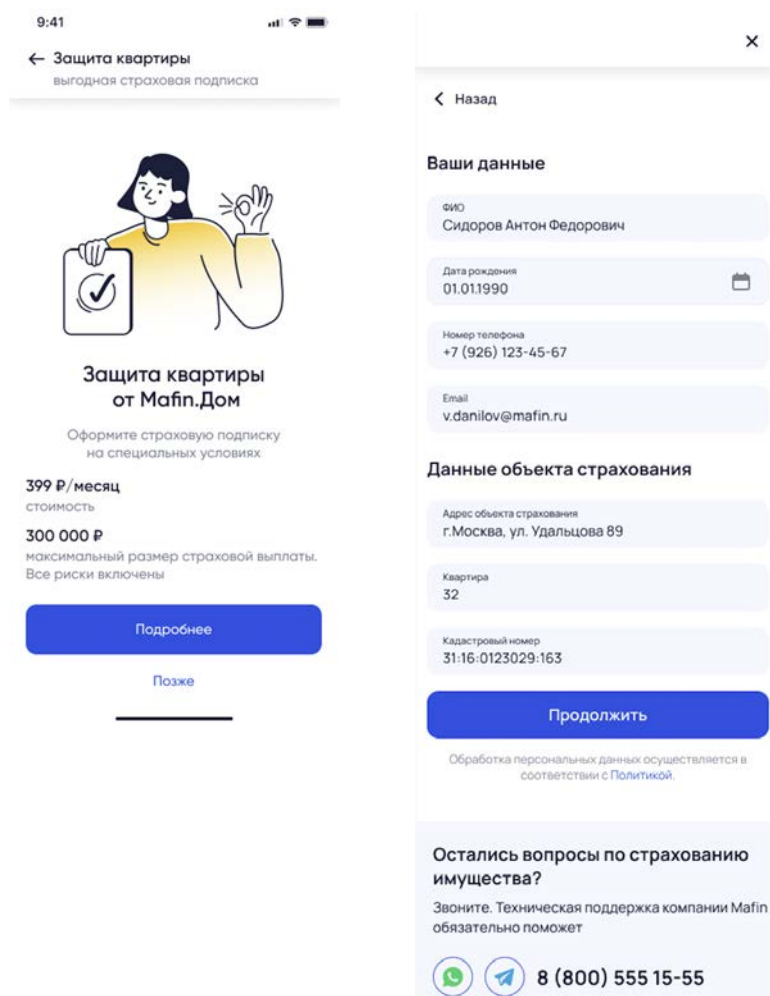 9:41
Защита квартиры
выгодная страховая подписка
Защита квартиры
от Mafin.Дом
Оформите страховую подписку
на специальных условиях
399 ₽/месяц
стоимость
300 000 ₽
максимальный размер страховой выплаты.
Все риски включены
Подробнее
Позже
Назад
Ваши данные
ФИО
Сидоров Антон Федорович
Дата рождения
01.01.1990
Номер телефона
+7 (926) 123-45-67
Email
v.danilov@mafin.ru
Данные объекта страхования
Адрес объекта страхования
г.Москва, ул. Удальцова 89
Квартира
32
Кадастровый номер
31:16:0123029:163
Продолжить
Обработка персональных данных осуществляется в
соответствии с Политикой.
Остались вопросы по страхованию
имущества?
Звоните. Техническая поддержка компании Mafin
обязательно поможет
8 (800) 555 15-55